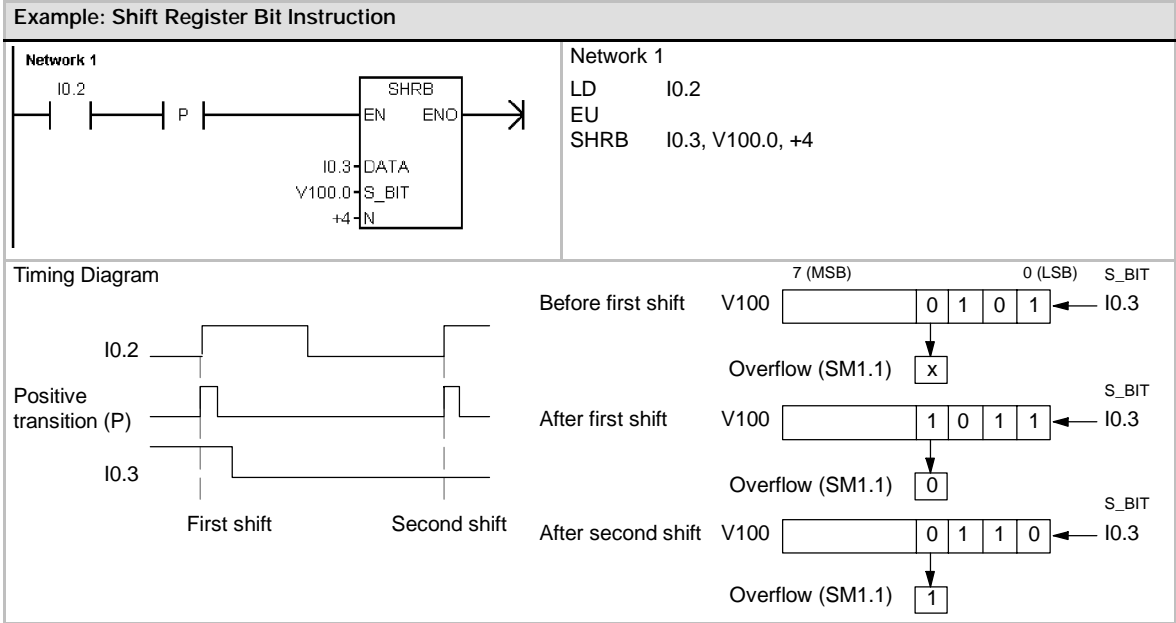 Example: Shift Register Bit Instruction
Network 1
I0.2
P
SHRB
EN ENO
I0.3 DATA
V100.0 S_BIT
+4 N
Network 1
LD I0.2
EU
SHRB I0.3, V100.0, +4
Timing Diagram
I0.2
Positive
transition (P)
I0.3
First shift Second shift
7 (MSB) 0 (LSB) S_BIT
Before first shift V100 0 1 0 1 I0.3
Overflow (SM1.1) x
S_BIT
After first shift V100 1 0 1 1 I0.3
Overflow (SM1.1) 0
S_BIT
After second shift V100 0 1 1 0 I0.3
Overflow (SM1.1) 1